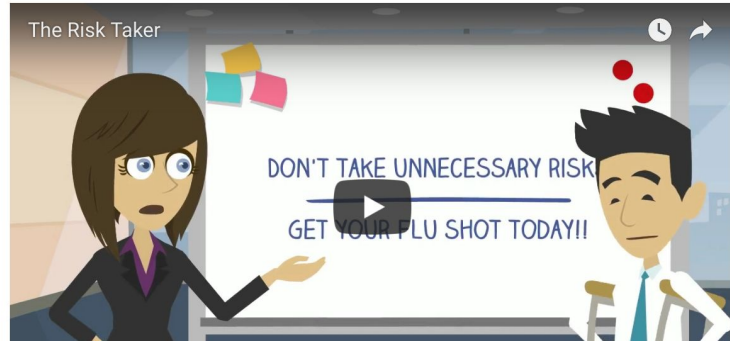 The Risk Taker
DON'T TAKE UNNECESSARY RISK
GET YOUR FLU SHOT TODAY!!